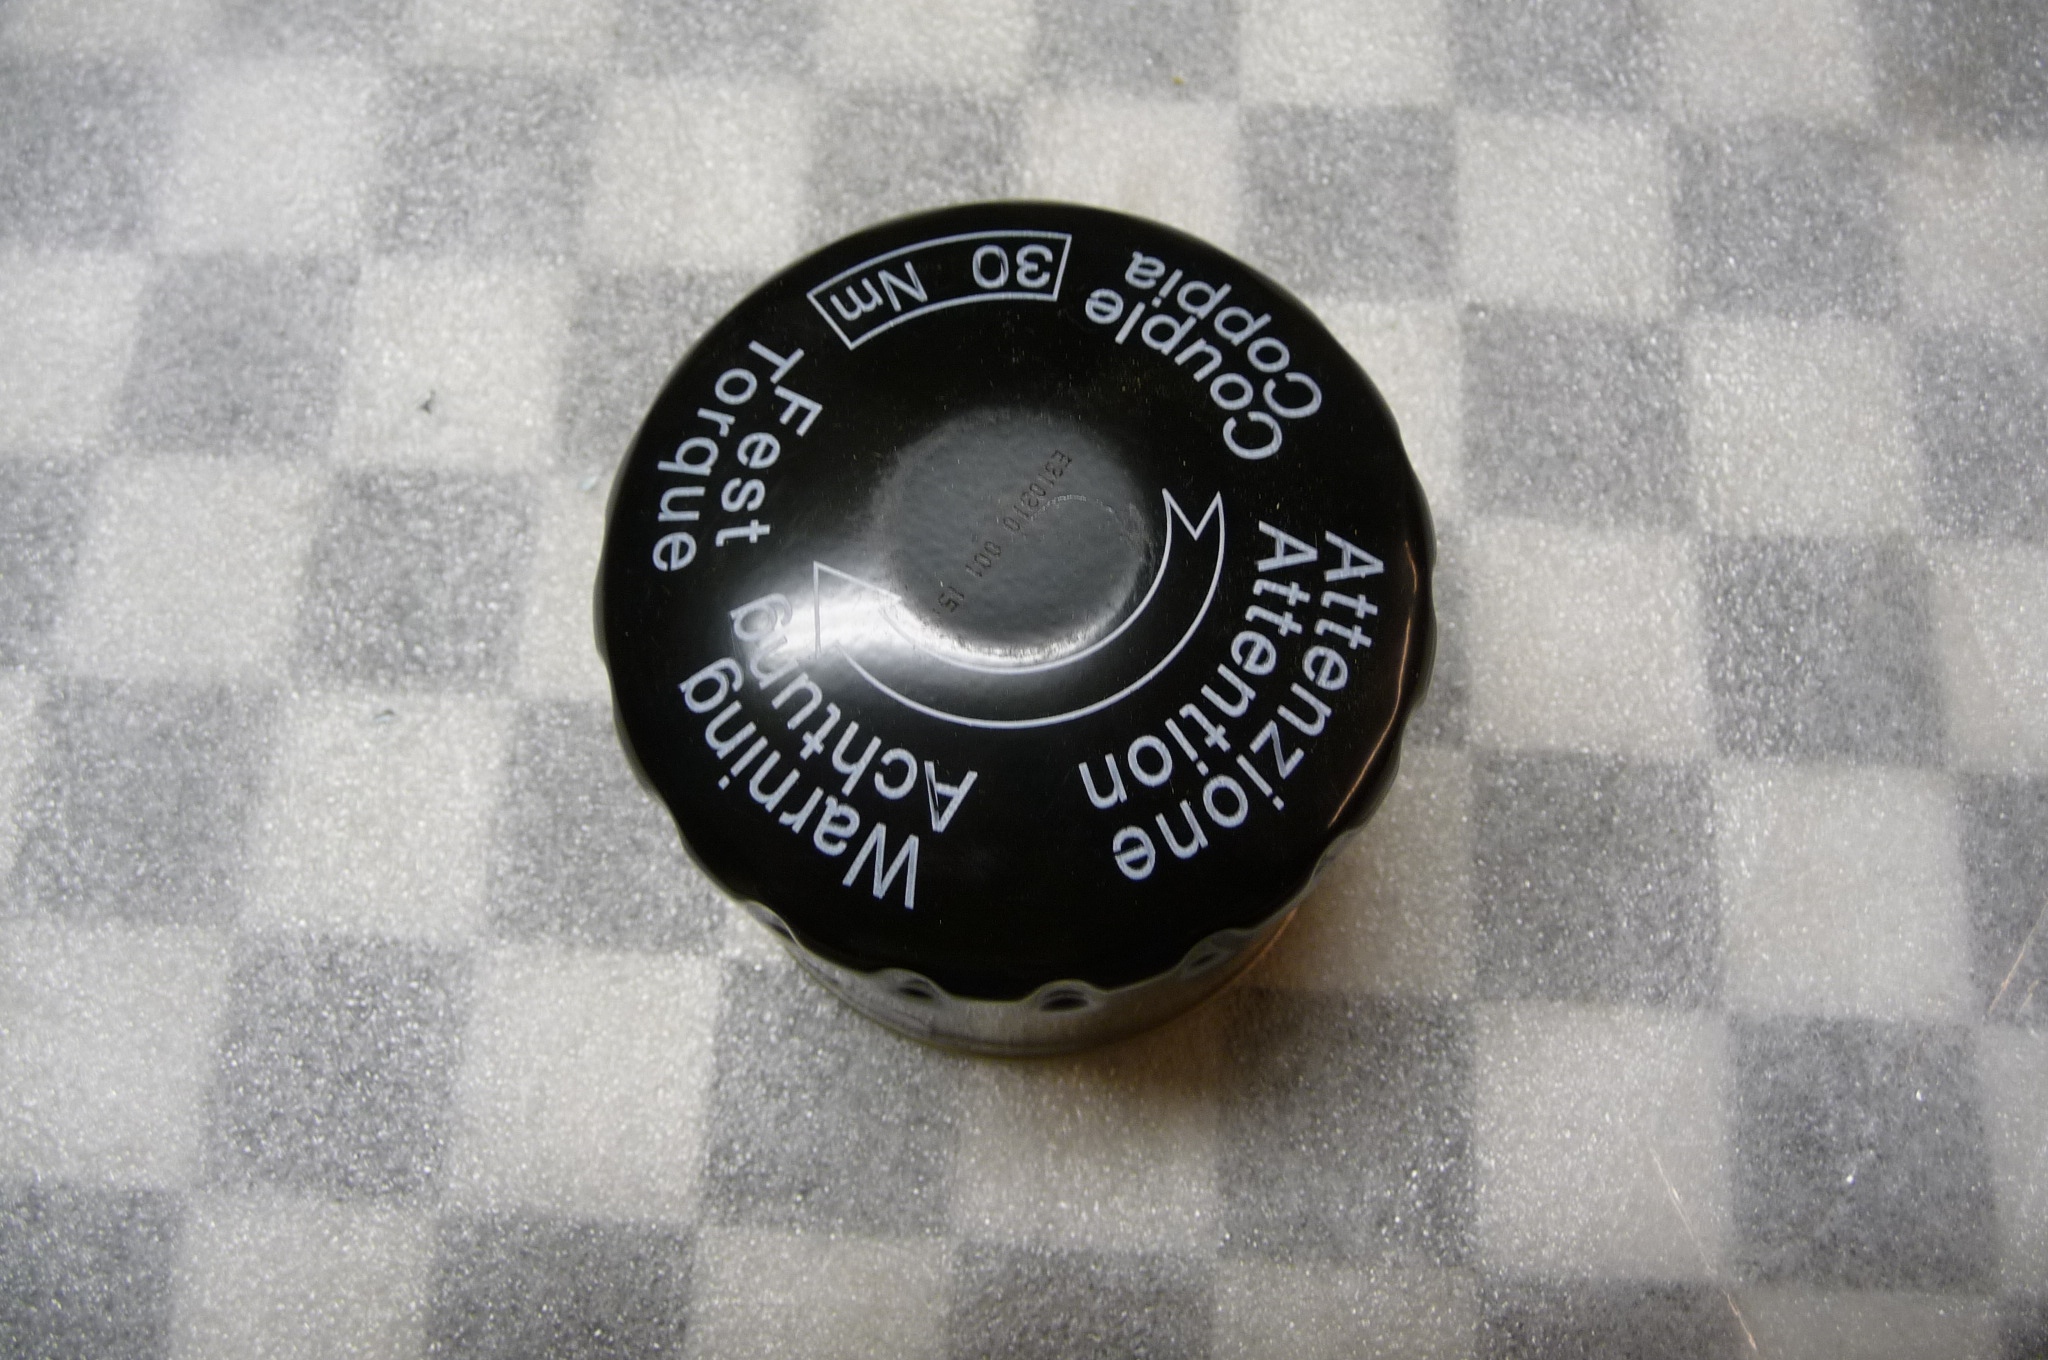 Warning
Achtung
Attenzione
Attention
Fest
Torque
30 Nm
Couple
Coppia